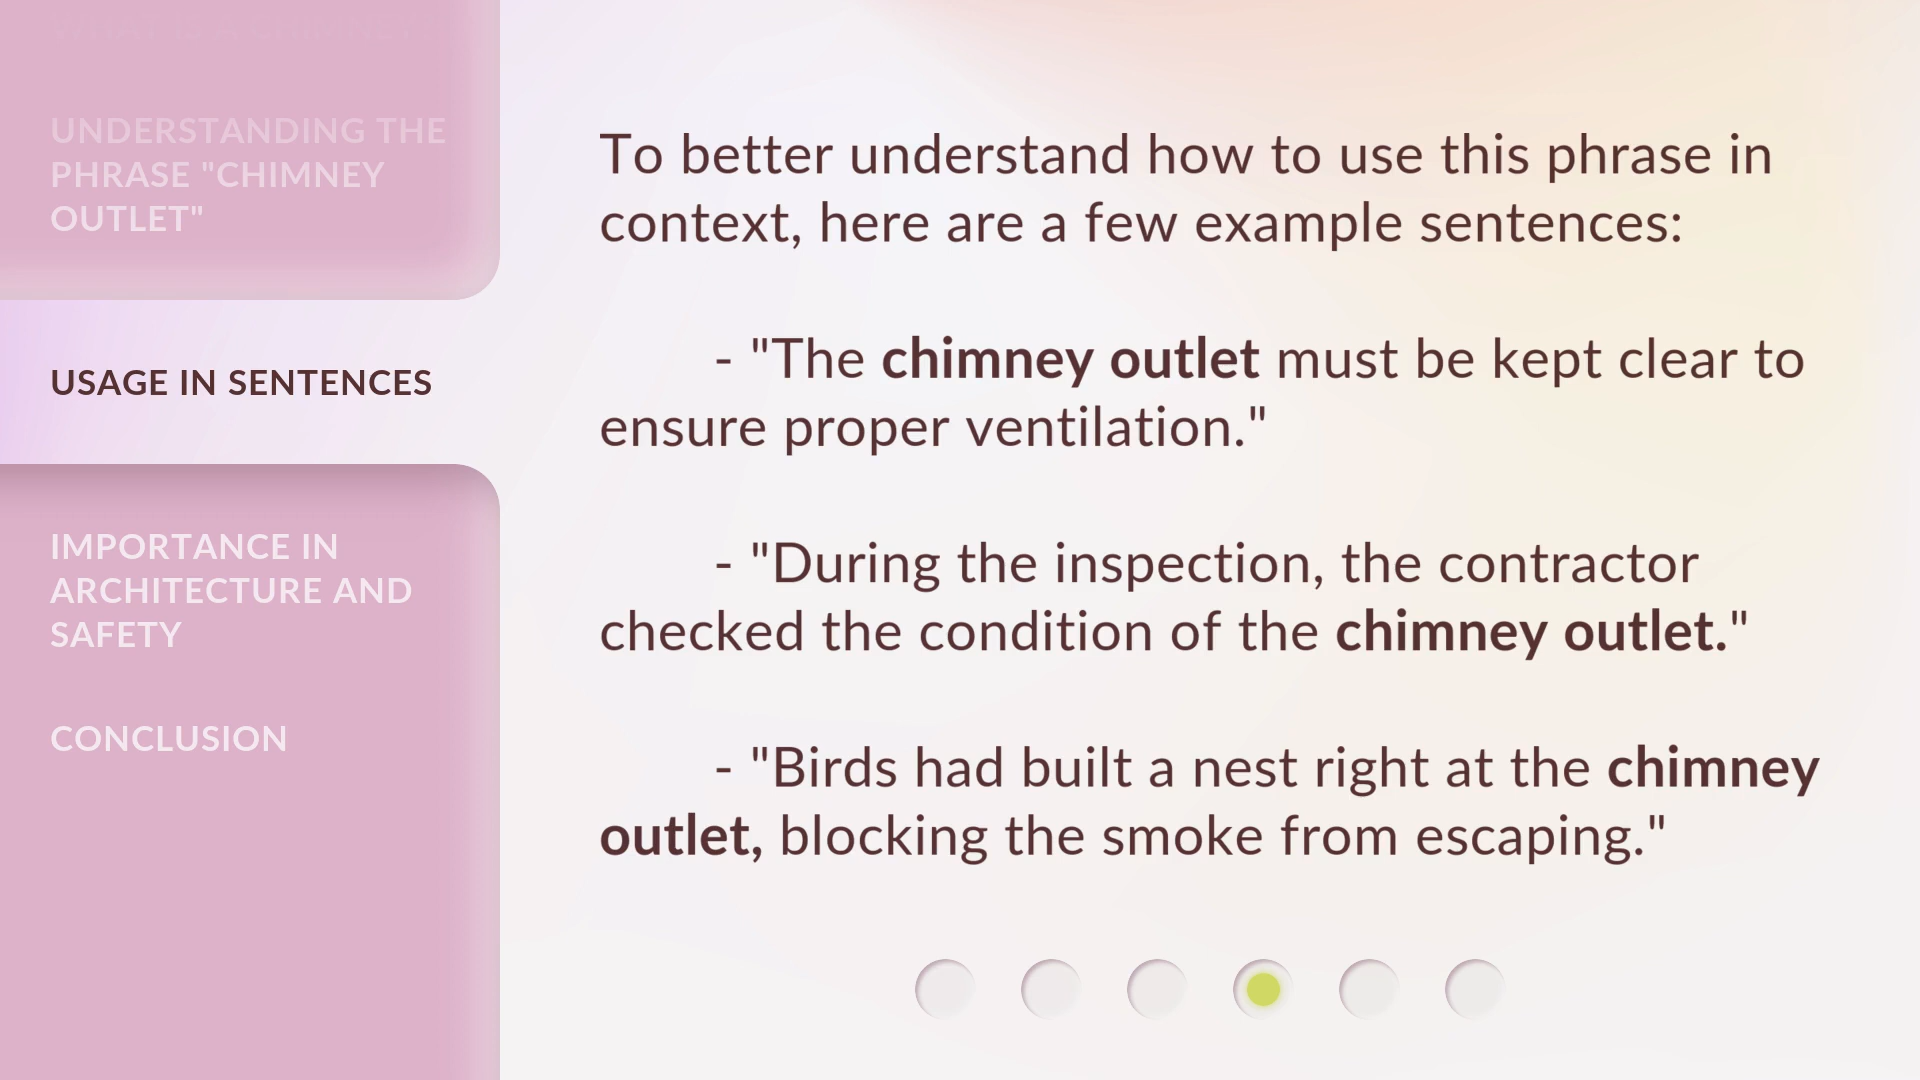 WHAT IS A CHIMNEY?
UNDERSTANDING THE
PHRASE "CHIMNEY
OUTLET"
USAGE IN SENTENCES
IMPORTANCE IN
ARCHITECTURE AND
SAFETY
CONCLUSION
To better understand how to use this phrase in
context, here are a few example sentences:
- "The chimney outlet must be kept clear to
ensure proper ventilation."
- "During the inspection, the contractor
checked the condition of the chimney outlet."
- "Birds had built a nest right at the chimney
outlet, blocking the smoke from escaping."